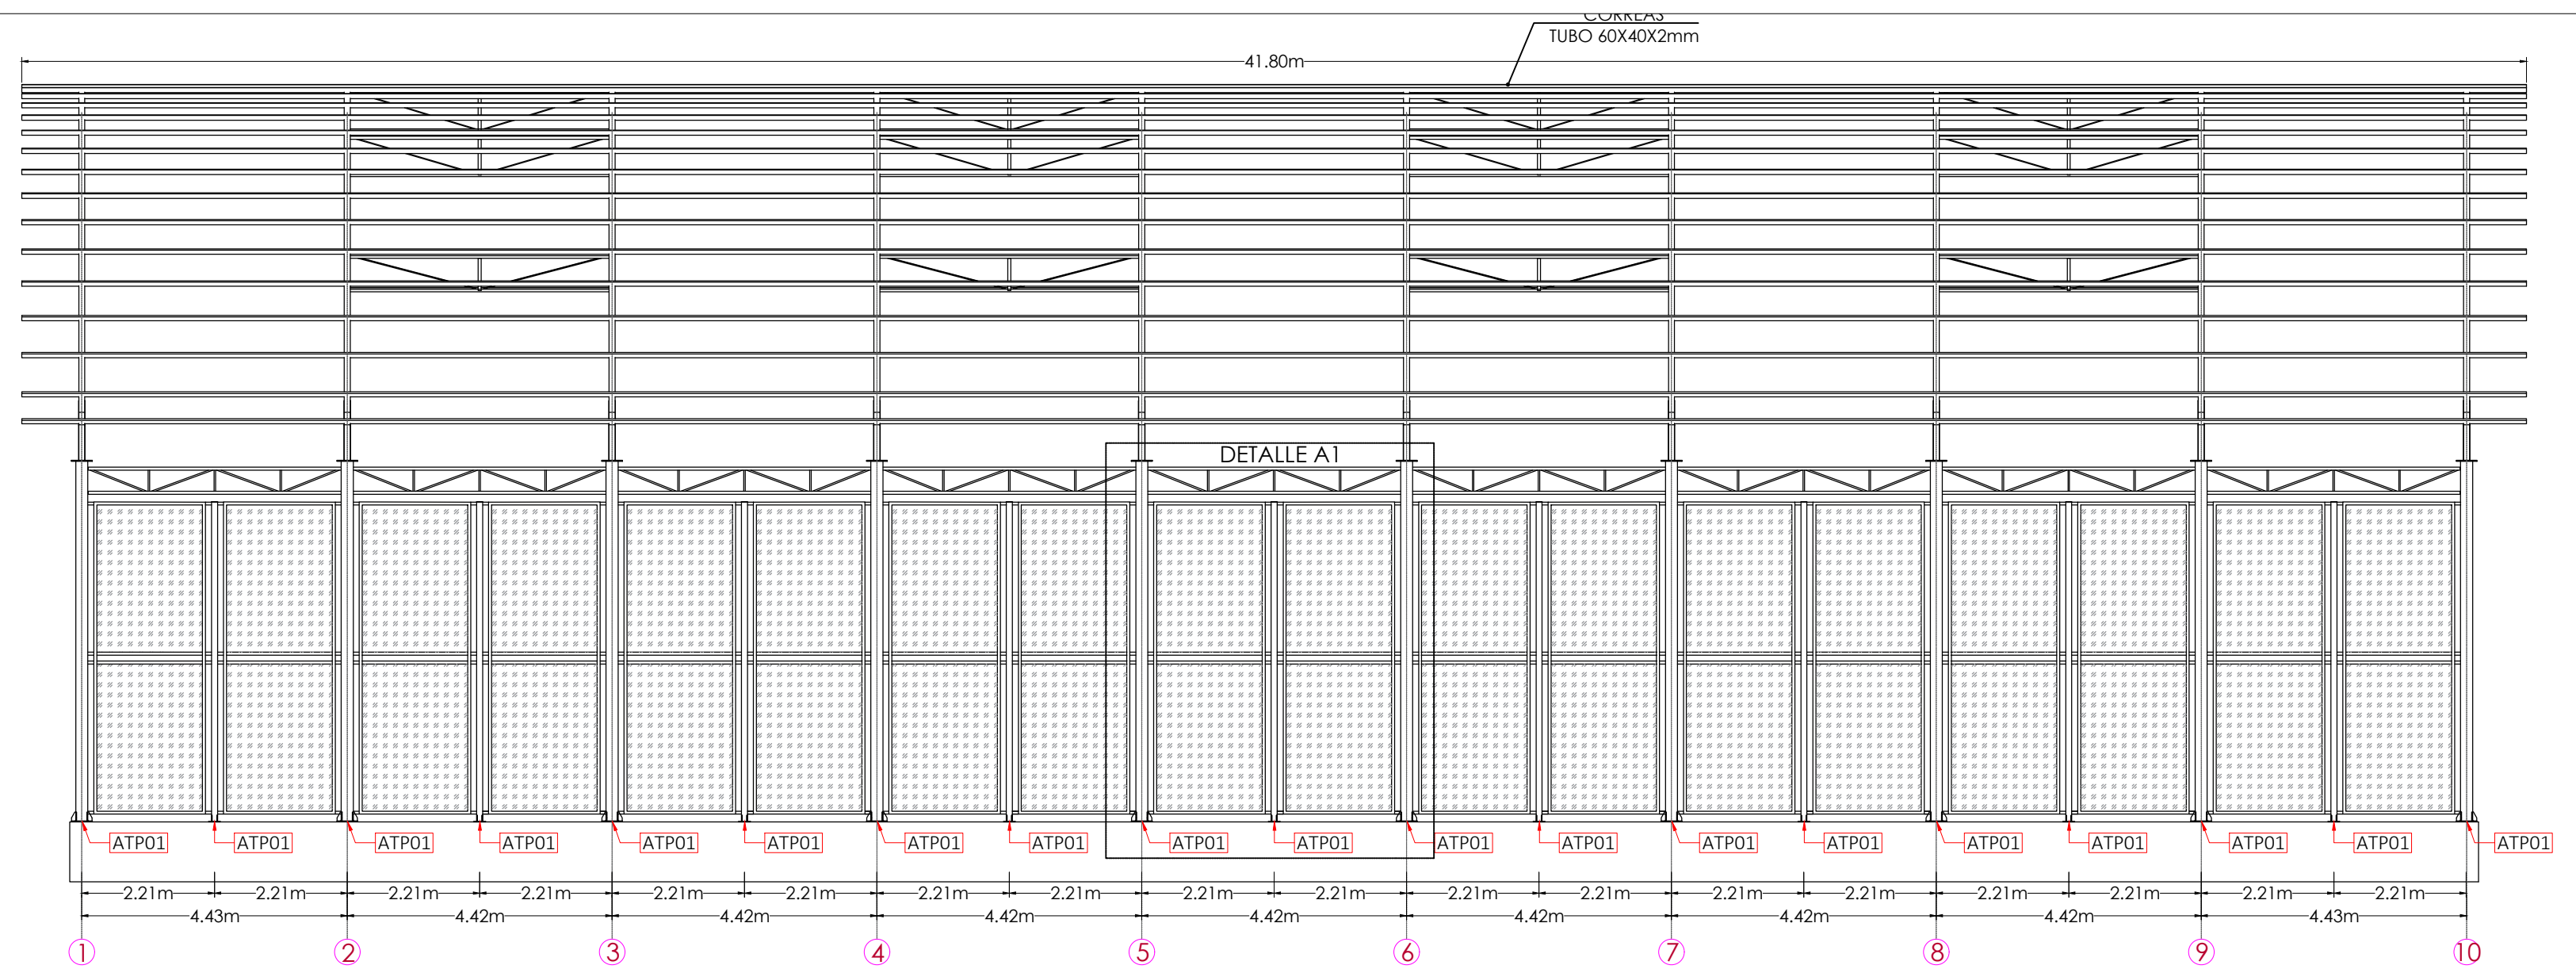 CORREAS
TUBO 60X40X2mm
41.80m
DETALLE A1
ATP01 ATP01 ATP01 ATP01 ATP01 ATP01 ATP01 ATP01 ATP01 ATP01 ATP01 ATP01 ATP01 ATP01 ATP01 ATP01 ATP01 ATP01 ATP01
2.21m 2.21m 2.21m 2.21m 2.21m 2.21m 2.21m 2.21m 2.21m 2.21m 2.21m 2.21m 2.21m 2.21m 2.21m 2.21m 2.21m 2.21m
4.43m 4.42m 4.42m 4.42m 4.42m 4.42m 4.42m 4.42m 4.43m
1 2 3 4 5 6 7 8 9 10